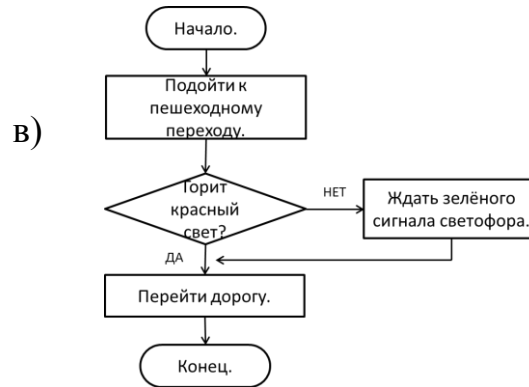 Начало.
Подойти к
пешеходному
переходу.
в)
Горит
красный
свет?
НЕТ
Ждать зелёного
сигнала светофора.
ДА
Перейти дорогу.
Конец.